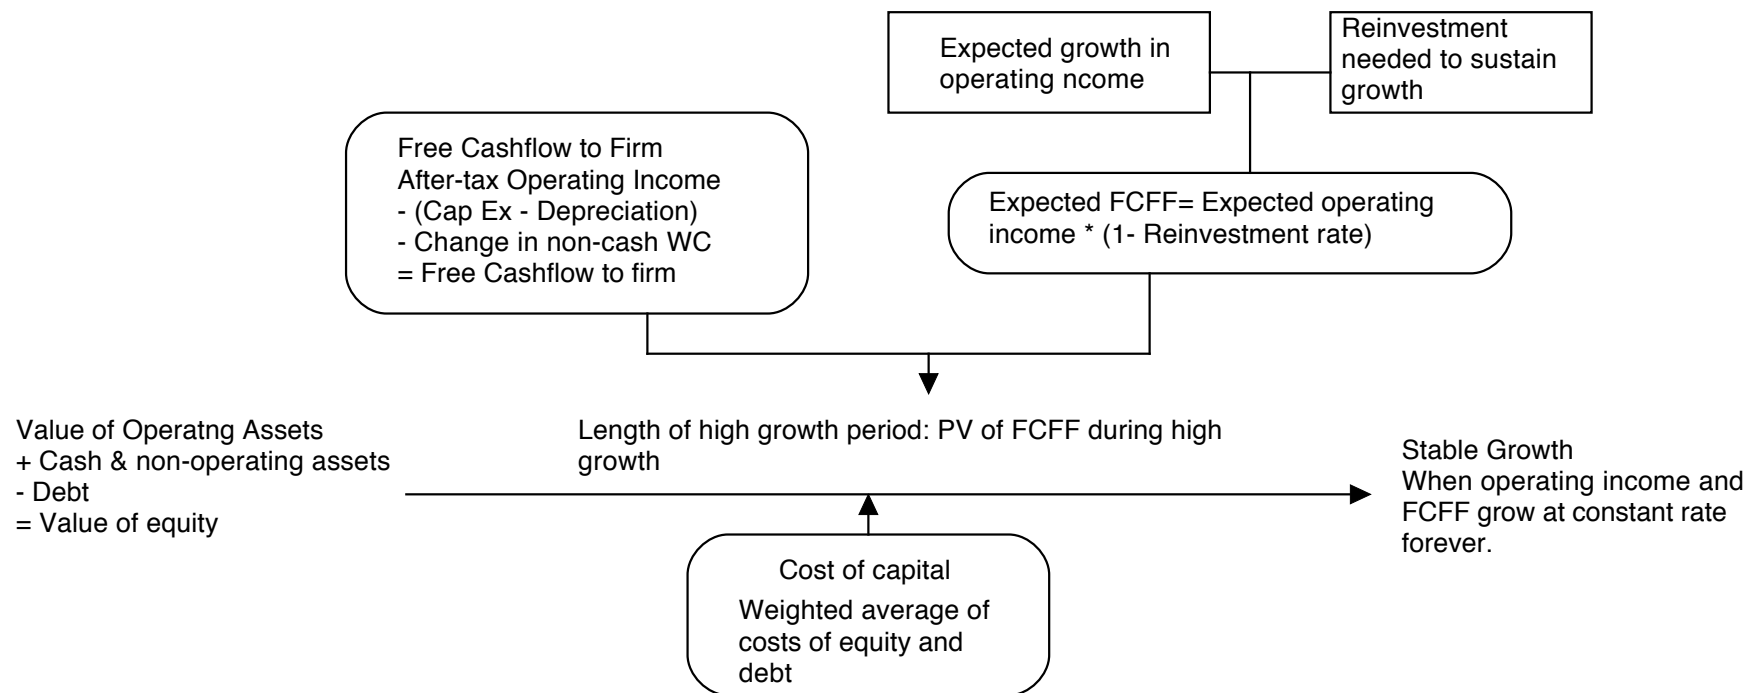 Expected growth in
operating ncome
Reinvestment
needed to sustain
growth
Free Cashflow to Firm
After-tax Operating Income
- (Cap Ex - Depreciation)
- Change in non-cash WC
= Free Cashflow to firm
Expected FCFF= Expected operating
income * (1- Reinvestment rate)
Value of Operatng Assets
+ Cash & non-operating assets
- Debt
= Value of equity
Length of high growth period: PV of FCFF during high
growth
Stable Growth
When operating income and
FCFF grow at constant rate
forever.
Cost of capital
Weighted average of
costs of equity and
debt